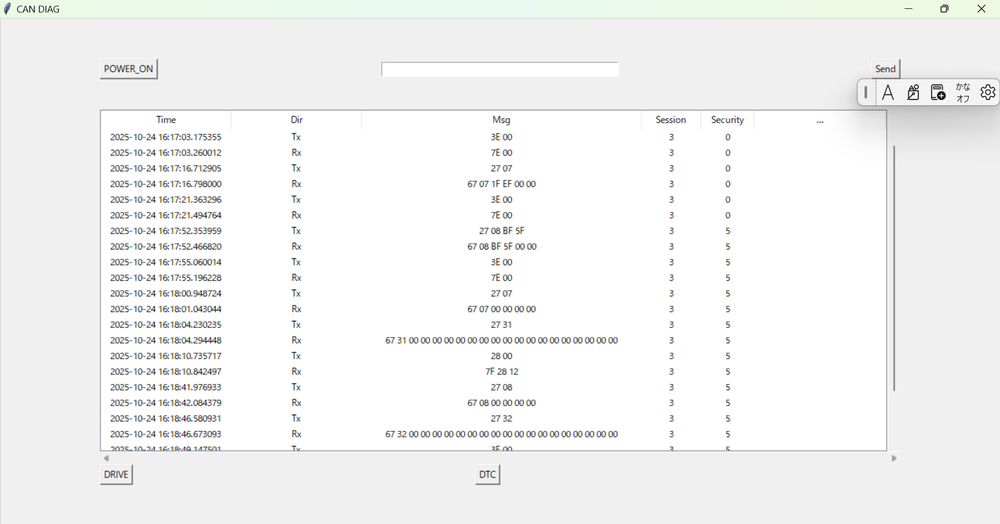 CAN DIAG
POWER_ON
Send
A かな
オフ
Time Dir Msg Session Security ...
2025-10-24 16:17:03.175355 Tx 3E 00 3 0
2025-10-24 16:17:03.260012 Rx 7E 00 3 0
2025-10-24 16:17:16.712905 Tx 27 07 3 0
2025-10-24 16:17:16.798000 Rx 67 07 1F EF 00 00 3 0
2025-10-24 16:17:21.363296 Tx 3E 00 3 0
2025-10-24 16:17:21.494764 Rx 7E 00 3 0
2025-10-24 16:17:52.353959 Tx 27 08 BF 5F 3 5
2025-10-24 16:17:52.466820 Rx 67 08 BF 5F 00 00 3 5
2025-10-24 16:17:55.060014 Tx 3E 00 3 5
2025-10-24 16:17:55.196228 Rx 7E 00 3 5
2025-10-24 16:18:00.948724 Tx 27 07 3 5
2025-10-24 16:18:01.043044 Rx 67 07 00 00 00 00 3 5
2025-10-24 16:18:04.230235 Tx 27 31 3 5
2025-10-24 16:18:04.294448 Rx 67 31 00 00 00 00 00 00 00 00 00 00 00 00 00 00 00 00 00 00 3 5
2025-10-24 16:18:10.735717 Tx 28 00 3 5
2025-10-24 16:18:10.842497 Rx 7F 28 12 3 5
2025-10-24 16:18:41.976933 Tx 27 08 3 5
2025-10-24 16:18:42.084379 Rx 67 08 00 00 00 00 3 5
2025-10-24 16:18:46.580931 Tx 27 32 3 5
2025-10-24 16:18:46.673093 Rx 67 32 00 00 00 00 00 00 00 00 00 00 00 00 00 00 00 00 00 00 3 5
2025-10-24 16:18:49.147501 Tx 3E 00 3 5
DRIVE
DTC